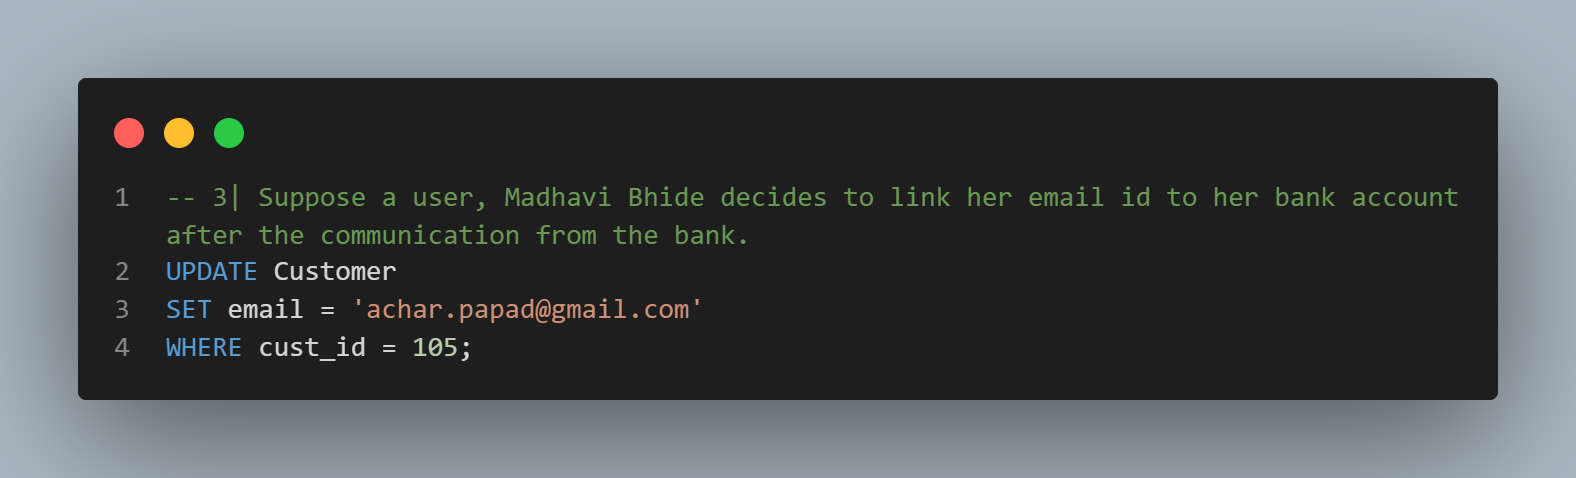 1 -- 3| Suppose a user, Madhavi Bhide decides to link her email id to her bank account
after the communication from the bank.
2 UPDATE Customer
3 SET email = 'achar.papad@gmail.com'
4 WHERE cust_id = 105;